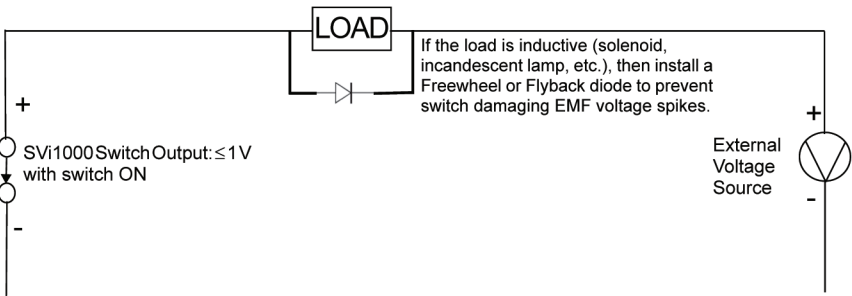 LOAD
If the load is inductive (solenoid,
incandescent lamp, etc.), then install a
Freewheel or Flyback diode to prevent
switch damaging EMF voltage spikes.
+
+
SVi1000 Switch Output: ≤ 1 V
with switch ON
External
Voltage
Source
V
-
-